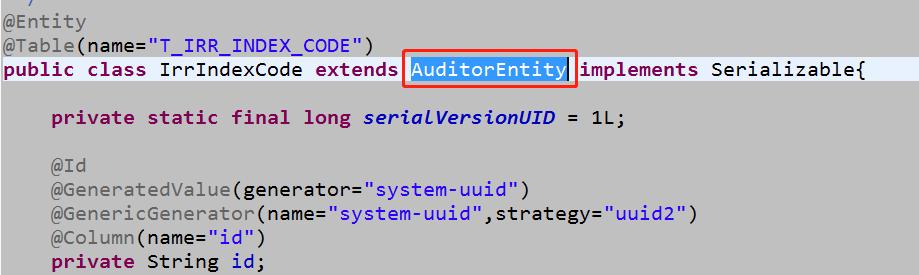 @Entity
@Table(name="T_IRR_INDEX_CODE")
public class IrrIndexCode extends AuditorEntity implements Serializable{
private static final long serialVersionUID = 1L;
@Id
@GeneratedValue(generator="system-uuid")
@GenericGenerator(name="system-uuid",strategy="uuid2")
@Column(name="id")
private String id;